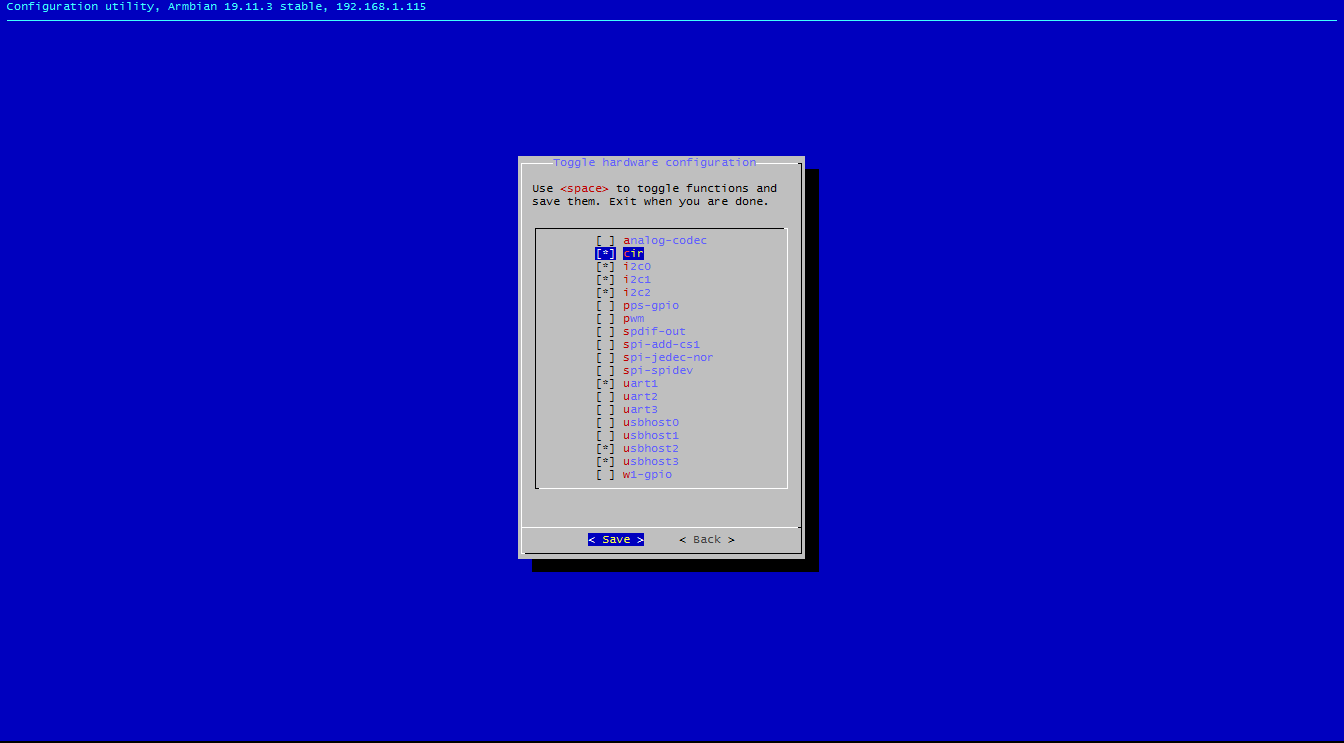 Configuration utility, Armbian 19.11.3 stable, 192.168.1.115
Toggle hardware configuration
Use <space> to toggle functions and
save them. Exit when you are done.
[ ] analog-codec
[*] cir
[*] i2c0
[*] i2c1
[*] i2c2
[ ] pps-gpio
[ ] pwm
[ ] spdif-out
[ ] spi-add-cs1
[ ] spi-jedec-nor
[ ] spi-spidev
[*] uart1
[ ] uart2
[ ] uart3
[ ] usbhost0
[ ] usbhost1
[*] usbhost2
[*] usbhost3
[ ] w1-gpio
< Save > < Back >